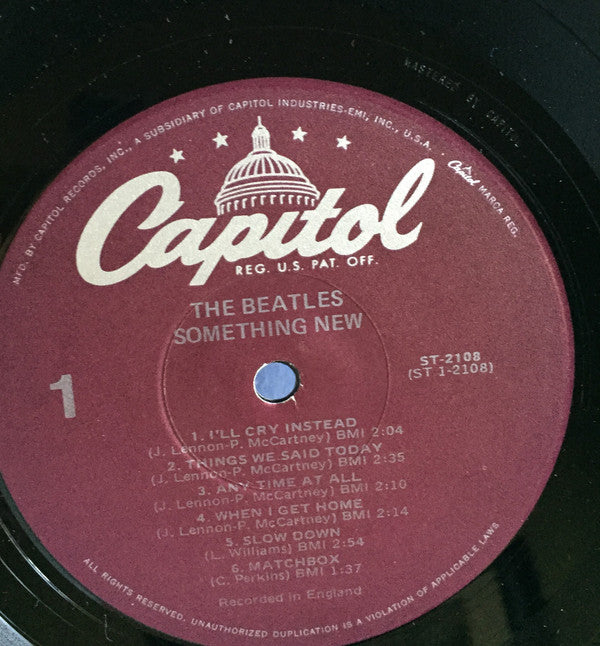 MASTERED BY CAPITOL
MFD. BY CAPITOL RECORDS, INC., A SUBSIDIARY OF CAPITOL INDUSTRIES-EMI, INC., U.S.A.
Capitol MARCA REG.
Capitol
REG. U.S. PAT. OFF.
THE BEATLES
SOMETHING NEW
ST-2108
(ST 1-2108)
1
1. I'LL CRY INSTEAD
(J. Lennon-P. McCartney) BMI 2:04
2. THINGS WE SAID TODAY
(J. Lennon-P. McCartney) BMI 2:35
3. ANY TIME AT ALL
(J. Lennon-P. McCartney) BMI 2:10
4. WHEN I GET HOME
(J. Lennon-P. McCartney) BMI 2:14
5. SLOW DOWN
(L. Williams) BMI 2:54
6. MATCHBOX
(C. Perkins) BMI 1:37
Recorded in England
ALL RIGHTS RESERVED. UNAUTHORIZED DUPLICATION IS A VIOLATION OF APPLICABLE LAWS